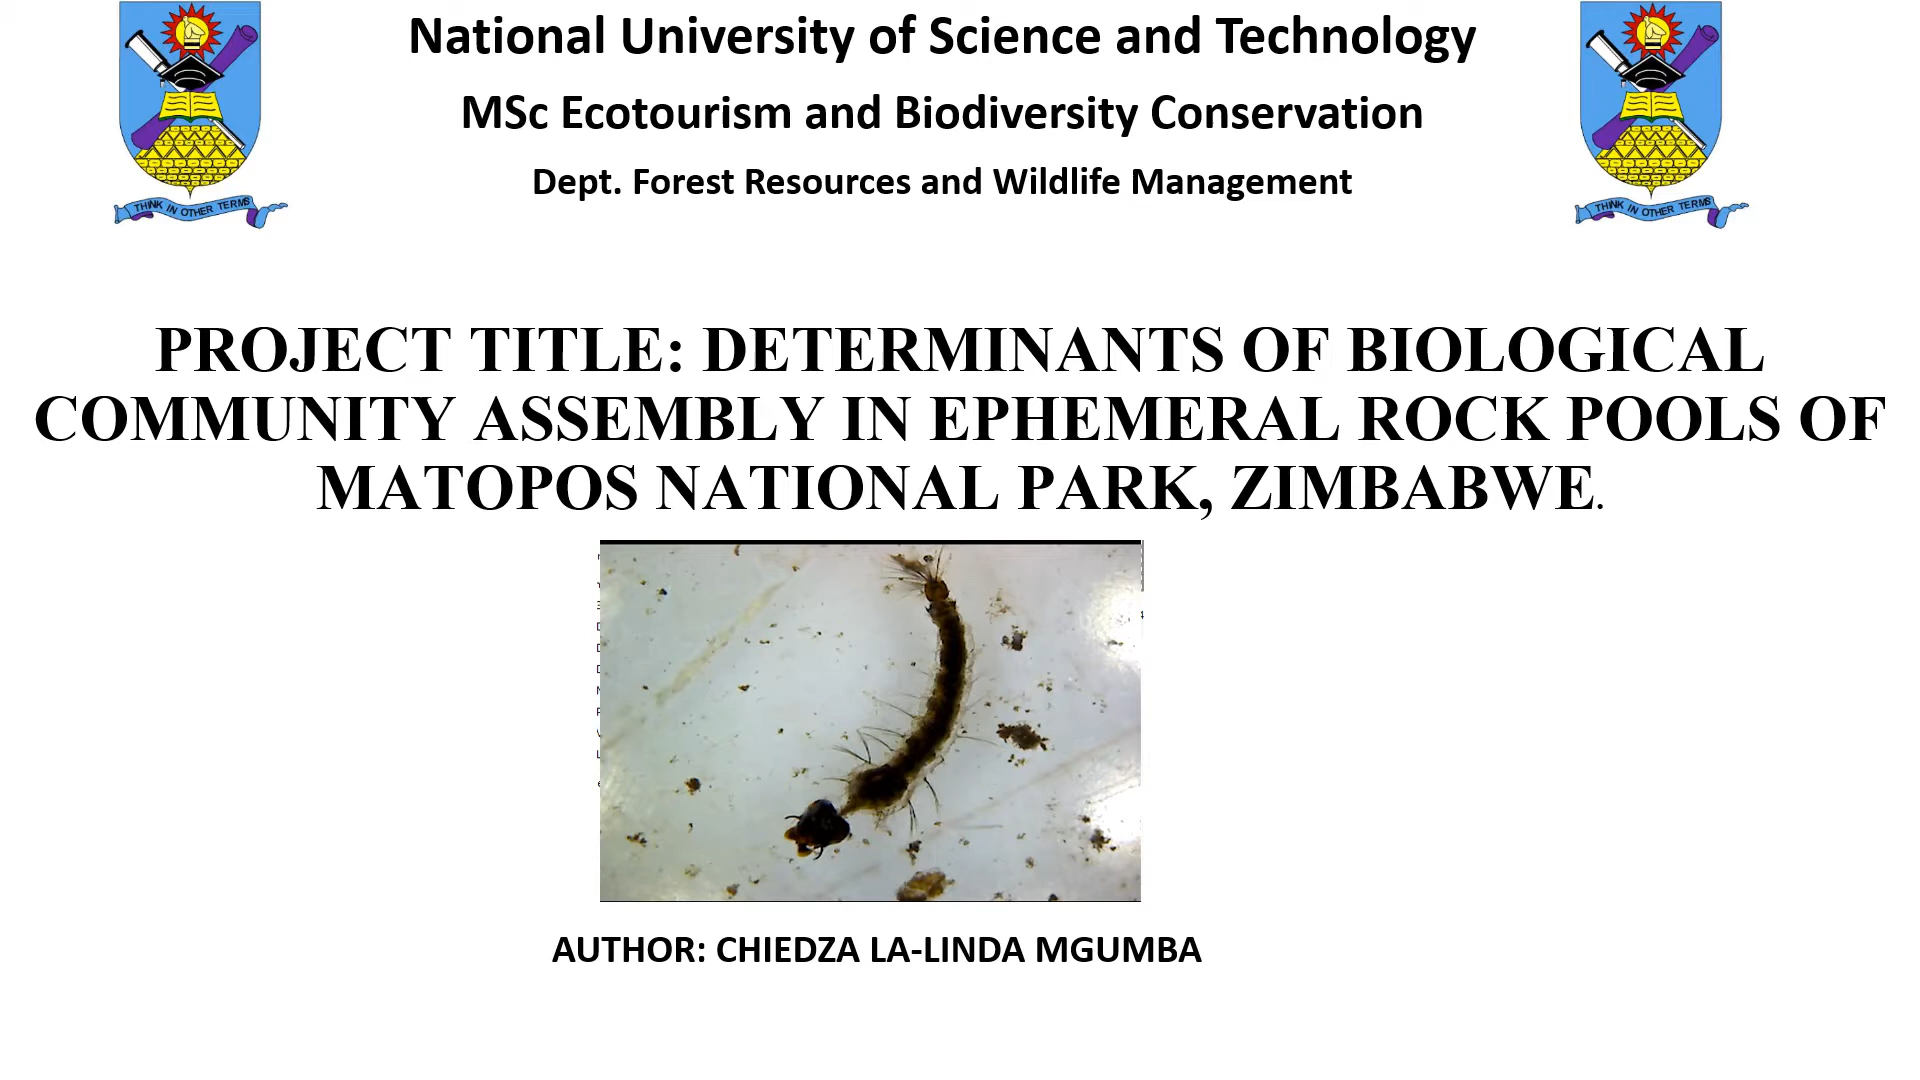 National University of Science and Technology
MSc Ecotourism and Biodiversity Conservation
Dept. Forest Resources and Wildlife Management
THINK IN OTHER TERMS
THINK IN OTHER TERMS
PROJECT TITLE: DETERMINANTS OF BIOLOGICAL
COMMUNITY ASSEMBLY IN EPHEMERAL ROCK POOLS OF
MATOPOS NATIONAL PARK, ZIMBABWE.
AUTHOR: CHIEDZA LA-LINDA MGUMBA